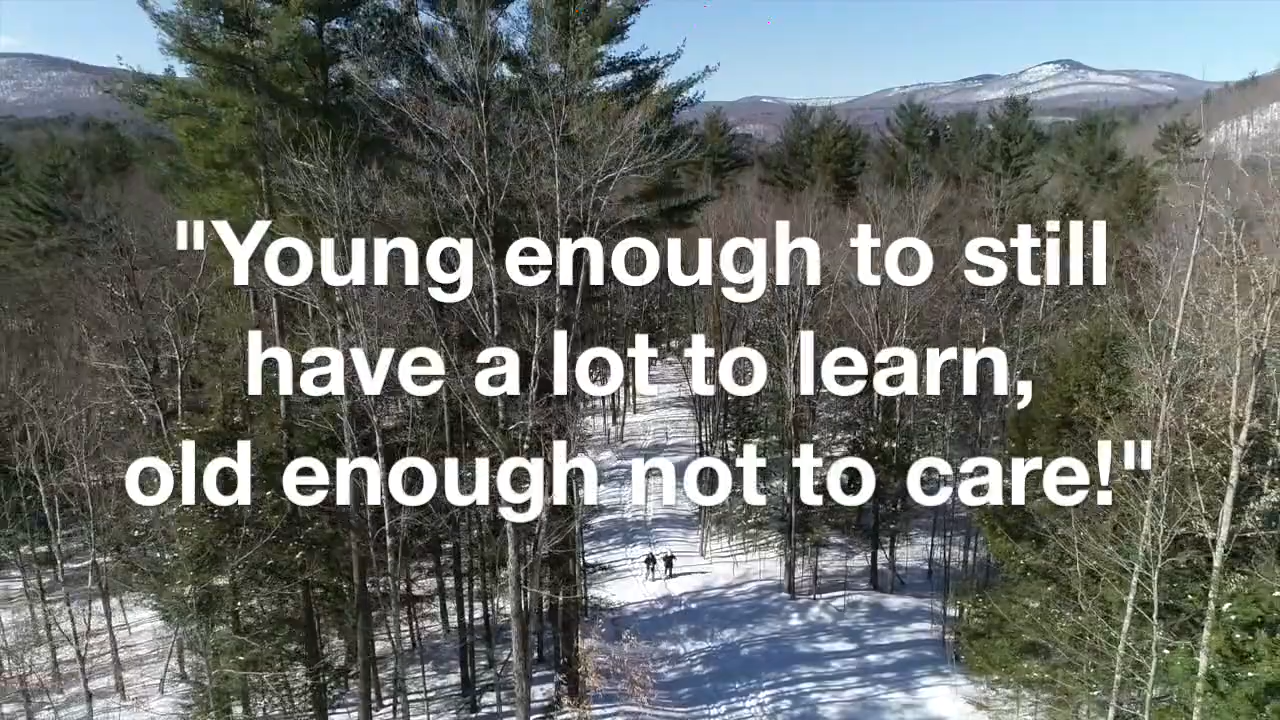 "Young enough to still
have a lot to learn,
old enough not to care!"